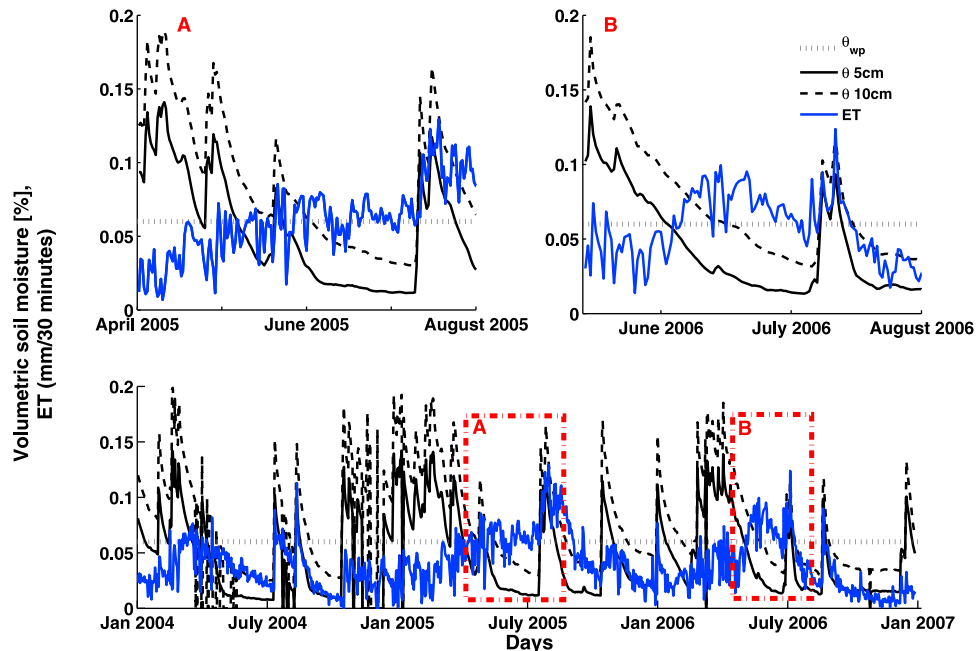 Volumetric soil moisture [%],
ET (mm/30 minutes)
A
0.2
0.15
0.1
0.05
0
April 2005 June 2005 August 2005
B
0.2
0.15
0.1
0.05
0
June 2006 July 2006 August 2006
θwp
θ 5cm
θ 10cm
ET
0.2
0.15
0.1
0.05
0
A
B
Jan 2004 July 2004 Jan 2005 July 2005 Jan 2006 July 2006 Jan 2007
Days